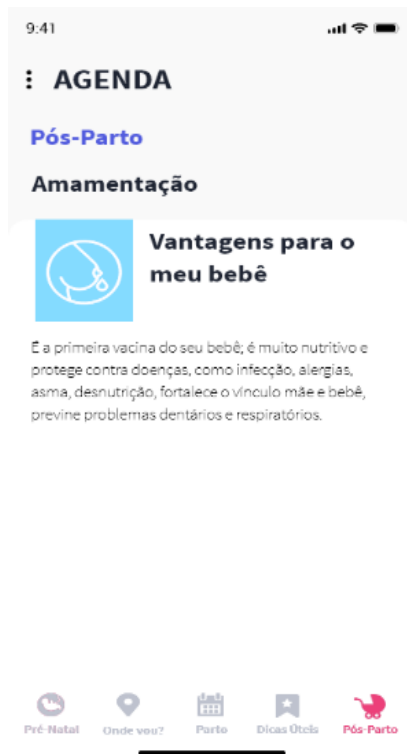 9:41
AGENDA
Pós-Parto
Amamentação
Vantagens para o
meu bebê
É a primeira vacina do seu bebê; é muito nutritivo e
protege contra doenças, como infecção, alergias,
asma, desnutrição, fortalece o vínculo mãe e bebê,
previne problemas dentários e respiratórios.
Pré-Natal Onde vou? Parto Dicas Úteis Pós-Parto